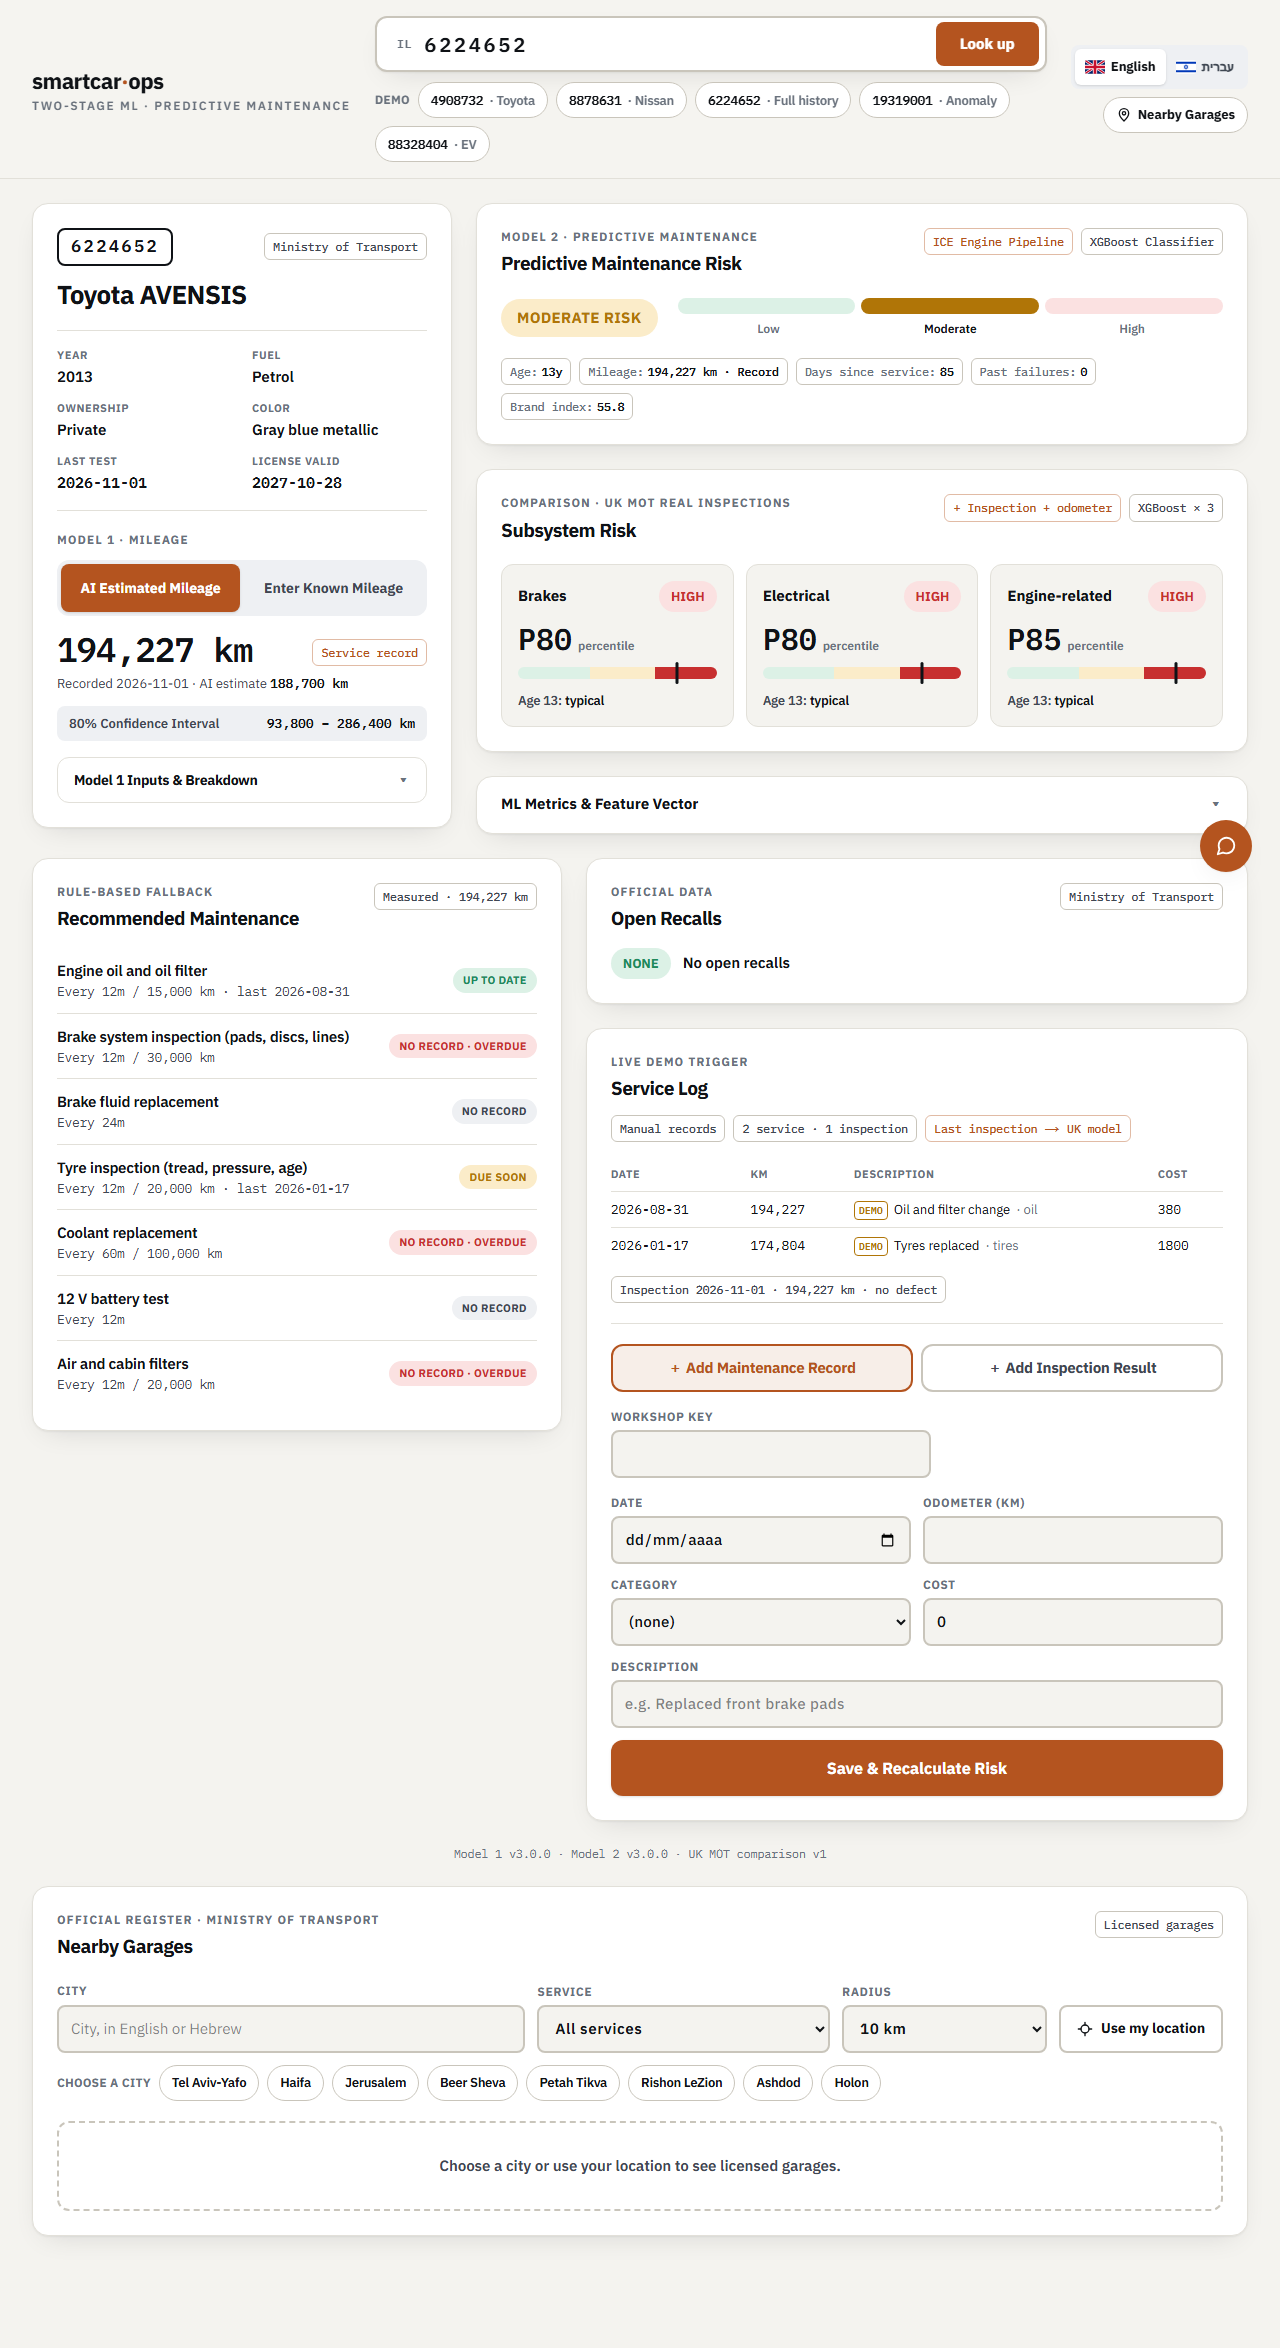 smartcar·ops
TWO-STAGE ML · PREDICTIVE MAINTENANCE
IL 6224652
Look up
DEMO
4908732 · Toyota
8878631 · Nissan
6224652 · Full history
19319001 · Anomaly
88328404 · EV
English
עברית
Nearby Garages
6224652
Ministry of Transport
Toyota AVENSIS
YEAR
2013
FUEL
Petrol
OWNERSHIP
Private
COLOR
Gray blue metallic
LAST TEST
2026-11-01
LICENSE VALID
2027-10-28
MODEL 1 · MILEAGE
AI Estimated Mileage
Enter Known Mileage
194,227 km
Service record
Recorded 2026-11-01 · AI estimate 188,700 km
80% Confidence Interval
93,800 – 286,400 km
Model 1 Inputs & Breakdown
MODEL 2 · PREDICTIVE MAINTENANCE
Predictive Maintenance Risk
ICE Engine Pipeline
XGBoost Classifier
MODERATE RISK
Low
Moderate
High
Age: 13y
Mileage: 194,227 km · Record
Days since service: 85
Past failures: 0
Brand index: 55.8
COMPARISON · UK MOT REAL INSPECTIONS
Subsystem Risk
+ Inspection + odometer
XGBoost × 3
Brakes
HIGH
P80 percentile
Age 13: typical
Electrical
HIGH
P80 percentile
Age 13: typical
Engine-related
HIGH
P85 percentile
Age 13: typical
ML Metrics & Feature Vector
RULE-BASED FALLBACK
Recommended Maintenance
Measured · 194,227 km
Engine oil and oil filter
Every 12m / 15,000 km · last 2026-08-31
UP TO DATE
Brake system inspection (pads, discs, lines)
Every 12m / 30,000 km
NO RECORD · OVERDUE
Brake fluid replacement
Every 24m
NO RECORD
Tyre inspection (tread, pressure, age)
Every 12m / 20,000 km · last 2026-01-17
DUE SOON
Coolant replacement
Every 60m / 100,000 km
NO RECORD · OVERDUE
12 V battery test
Every 12m
NO RECORD
Air and cabin filters
Every 12m / 20,000 km
NO RECORD · OVERDUE
OFFICIAL DATA
Open Recalls
Ministry of Transport
NONE
No open recalls
LIVE DEMO TRIGGER
Service Log
Manual records
2 service · 1 inspection
Last inspection → UK model
DATE KM DESCRIPTION COST
2026-08-31 194,227 DEMO Oil and filter change · oil 380
2026-01-17 174,804 DEMO Tyres replaced · tires 1800
Inspection 2026-11-01 · 194,227 km · no defect
+ Add Maintenance Record
+ Add Inspection Result
WORKSHOP KEY
DATE
dd/mm/aaaa
ODOMETER (KM)
CATEGORY
(none)
COST
0
DESCRIPTION
e.g. Replaced front brake pads
Save & Recalculate Risk
Model 1 v3.0.0 · Model 2 v3.0.0 · UK MOT comparison v1
OFFICIAL REGISTER · MINISTRY OF TRANSPORT
Nearby Garages
Licensed garages
CITY
City, in English or Hebrew
SERVICE
All services
RADIUS
10 km
Use my location
CHOOSE A CITY
Tel Aviv-Yafo
Haifa
Jerusalem
Beer Sheva
Petah Tikva
Rishon LeZion
Ashdod
Holon
Choose a city or use your location to see licensed garages.